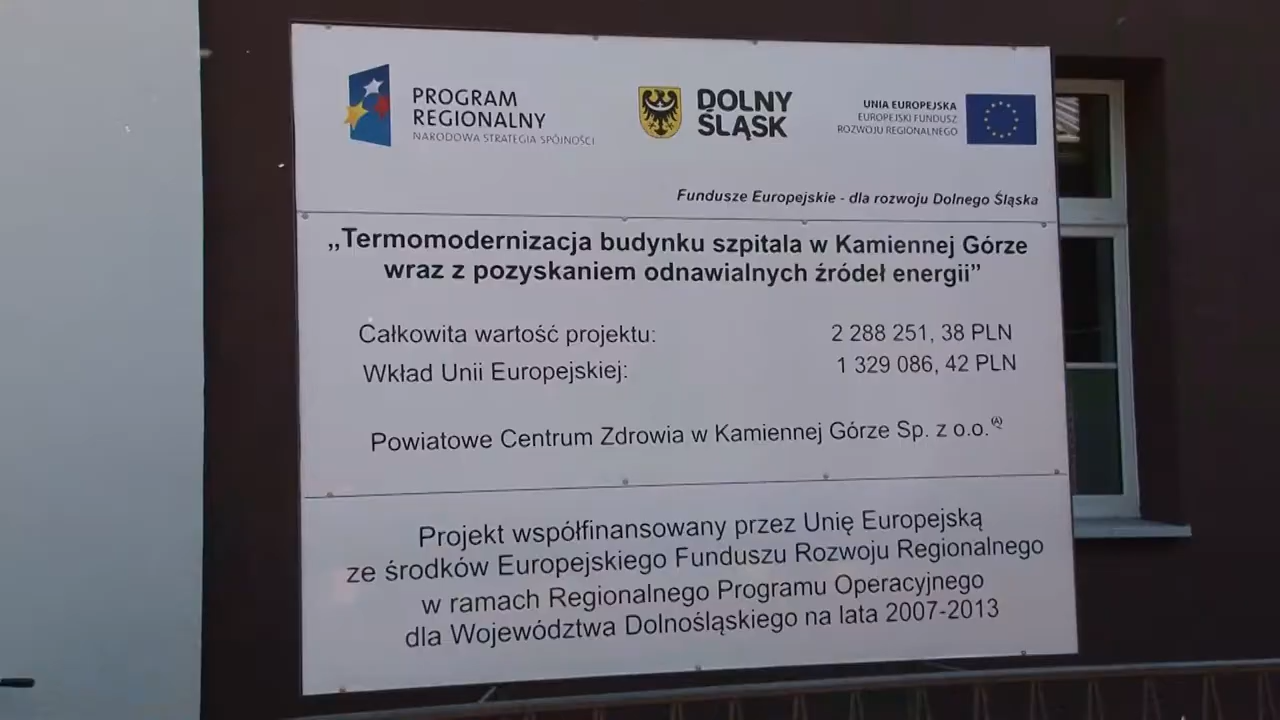 PROGRAM
REGIONALNY
NARODOWA STRATEGIA SPÓJNOŚCI
DOLNY
ŚLĄSK
UNIA EUROPEJSKA
EUROPEJSKI FUNDUSZ
ROZWOJU REGIONALNEGO
Fundusze Europejskie - dla rozwoju Dolnego Śląska
„Termomodernizacja budynku szpitala w Kamiennej Górze
wraz z pozyskaniem odnawialnych źródeł energii”
Całkowita wartość projektu: 2 288 251, 38 PLN
Wkład Unii Europejskiej: 1 329 086, 42 PLN
Powiatowe Centrum Zdrowia w Kamiennej Górze Sp. z o.o.
Projekt współfinansowany przez Unię Europejską
ze środków Europejskiego Funduszu Rozwoju Regionalnego
w ramach Regionalnego Programu Operacyjnego
dla Województwa Dolnośląskiego na lata 2007-2013